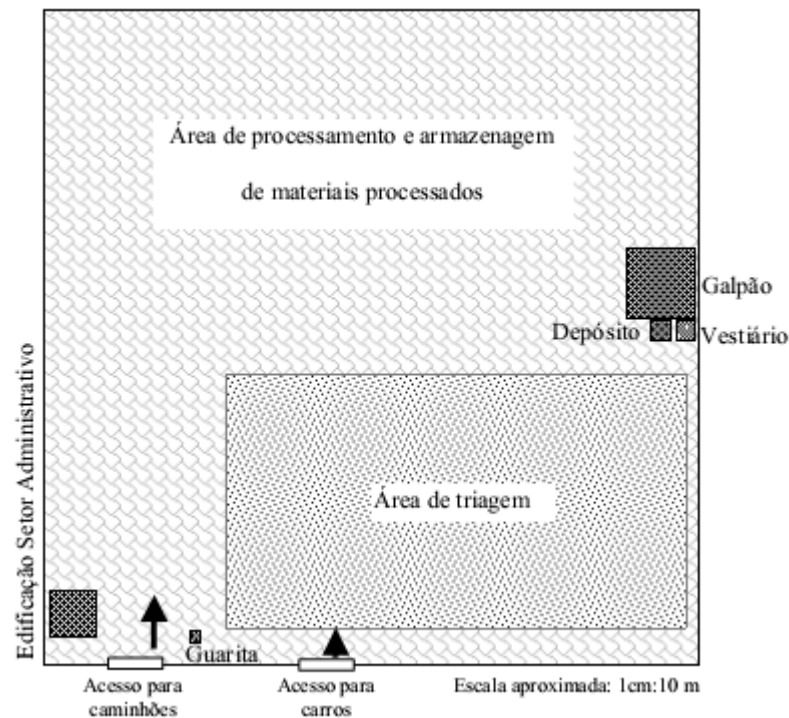 Área de processamento e armazenagem
de materiais processados
Galpão
Depósito
Vestiário
Edificação Setor Administrativo
Área de triagem
Guarita
Acesso para
caminhões
Acesso para
carros
Escala aproximada: 1cm:10 m